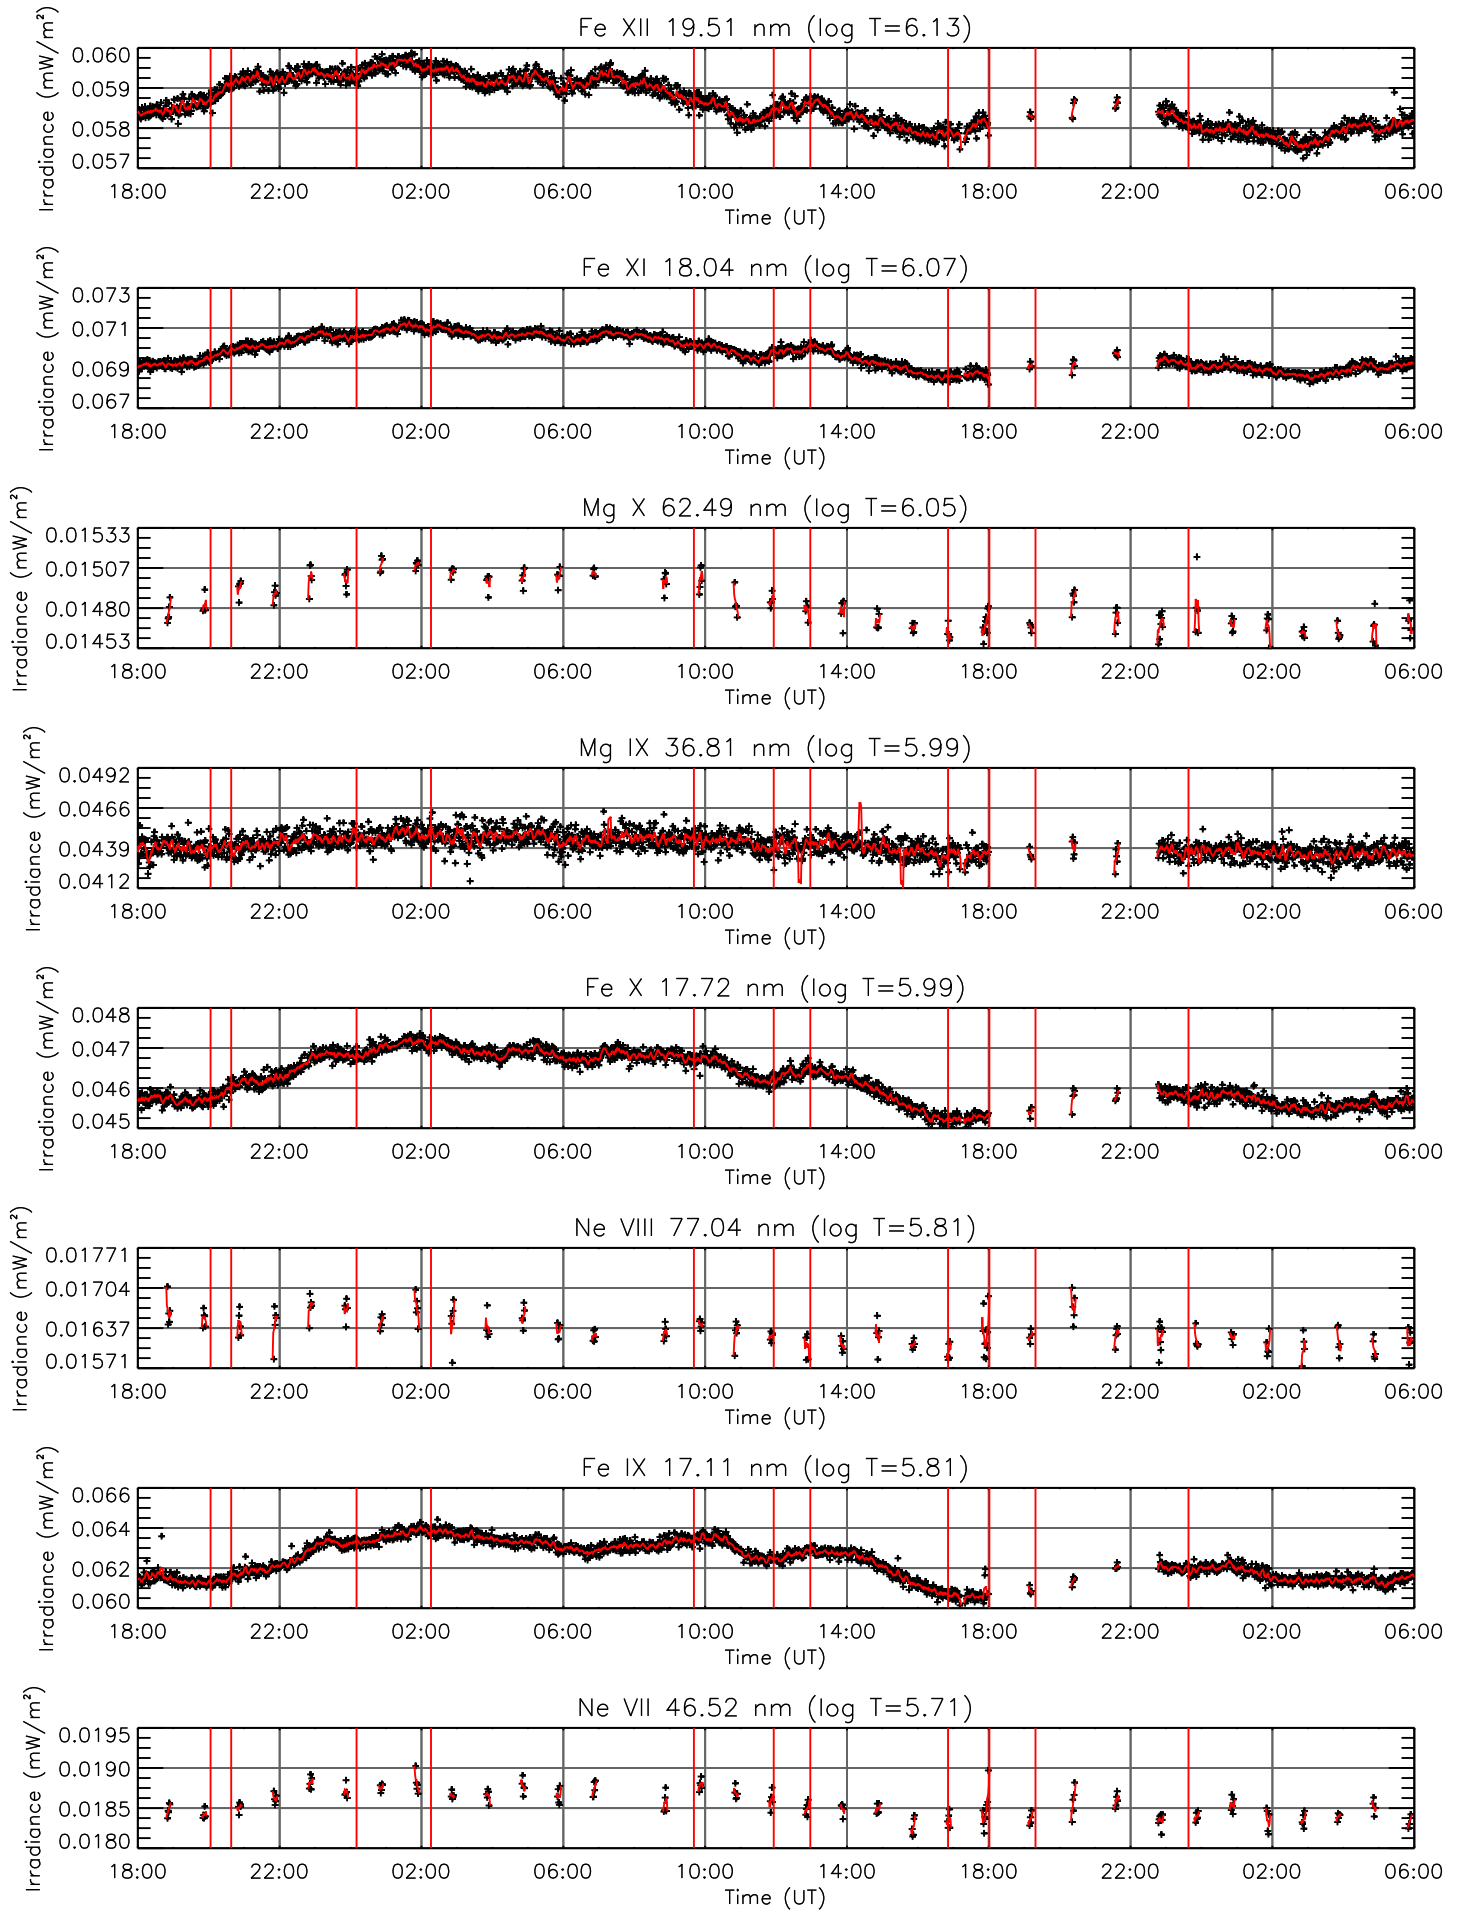 Fe XII 19.51 nm (log T=6.13)
Irradiance (mW/m²)
0.060
0.059
0.058
0.057
18:00 22:00 02:00 06:00 10:00 14:00 18:00 22:00 02:00 06:00
Time (UT)
Fe XI 18.04 nm (log T=6.07)
Irradiance (mW/m²)
0.073
0.071
0.069
0.067
18:00 22:00 02:00 06:00 10:00 14:00 18:00 22:00 02:00 06:00
Time (UT)
Mg X 62.49 nm (log T=6.05)
Irradiance (mW/m²)
0.01533
0.01507
0.01480
0.01453
18:00 22:00 02:00 06:00 10:00 14:00 18:00 22:00 02:00 06:00
Time (UT)
Mg IX 36.81 nm (log T=5.99)
Irradiance (mW/m²)
0.0492
0.0466
0.0439
0.0412
18:00 22:00 02:00 06:00 10:00 14:00 18:00 22:00 02:00 06:00
Time (UT)
Fe X 17.72 nm (log T=5.99)
Irradiance (mW/m²)
0.048
0.047
0.046
0.045
18:00 22:00 02:00 06:00 10:00 14:00 18:00 22:00 02:00 06:00
Time (UT)
Ne VIII 77.04 nm (log T=5.81)
Irradiance (mW/m²)
0.01771
0.01704
0.01637
0.01571
18:00 22:00 02:00 06:00 10:00 14:00 18:00 22:00 02:00 06:00
Time (UT)
Fe IX 17.11 nm (log T=5.81)
Irradiance (mW/m²)
0.066
0.064
0.062
0.060
18:00 22:00 02:00 06:00 10:00 14:00 18:00 22:00 02:00 06:00
Time (UT)
Ne VII 46.52 nm (log T=5.71)
Irradiance (mW/m²)
0.0195
0.0190
0.0185
0.0180
18:00 22:00 02:00 06:00 10:00 14:00 18:00 22:00 02:00 06:00
Time (UT)